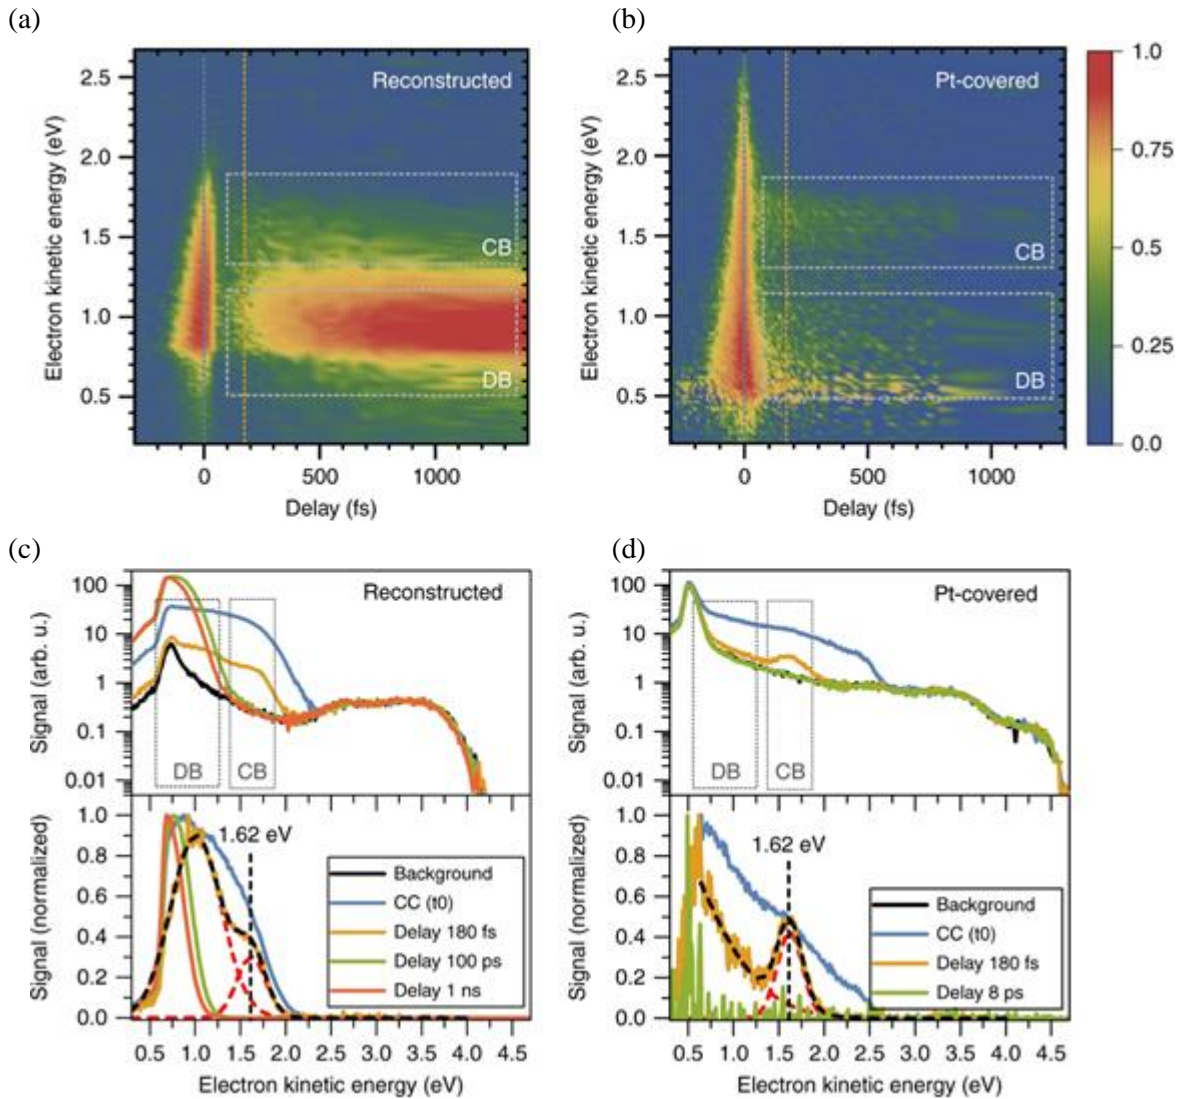 (a)
(b)
2.5
2.0
1.5
1.0
0.5
Electron kinetic energy (eV)
Reconstructed
CB
DB
0
500
1000
Delay (fs)
2.5
2.0
1.5
1.0
0.5
Electron kinetic energy (eV)
Pt-covered
CB
DB
0
500
1000
Delay (fs)
1.0
0.75
0.5
0.25
0.0
(c)
(d)
100
10
1
0.1
0.01
Signal (arb. u.)
Reconstructed
DB
CB
1.0
0.8
0.6
0.4
0.2
0.0
Signal (normalized)
1.62 eV
Background
CC (t0)
Delay 180 fs
Delay 100 ps
Delay 1 ns
0.5 1.0 1.5 2.0 2.5 3.0 3.5 4.0 4.5
Electron kinetic energy (eV)
100
10
1
0.1
0.01
Signal (arb. u.)
Pt-covered
DB
CB
1.0
0.8
0.6
0.4
0.2
0.0
Signal (normalized)
1.62 eV
Background
CC (t0)
Delay 180 fs
Delay 8 ps
0.5 1.0 1.5 2.0 2.5 3.0 3.5 4.0 4.5
Electron kinetic energy (eV)